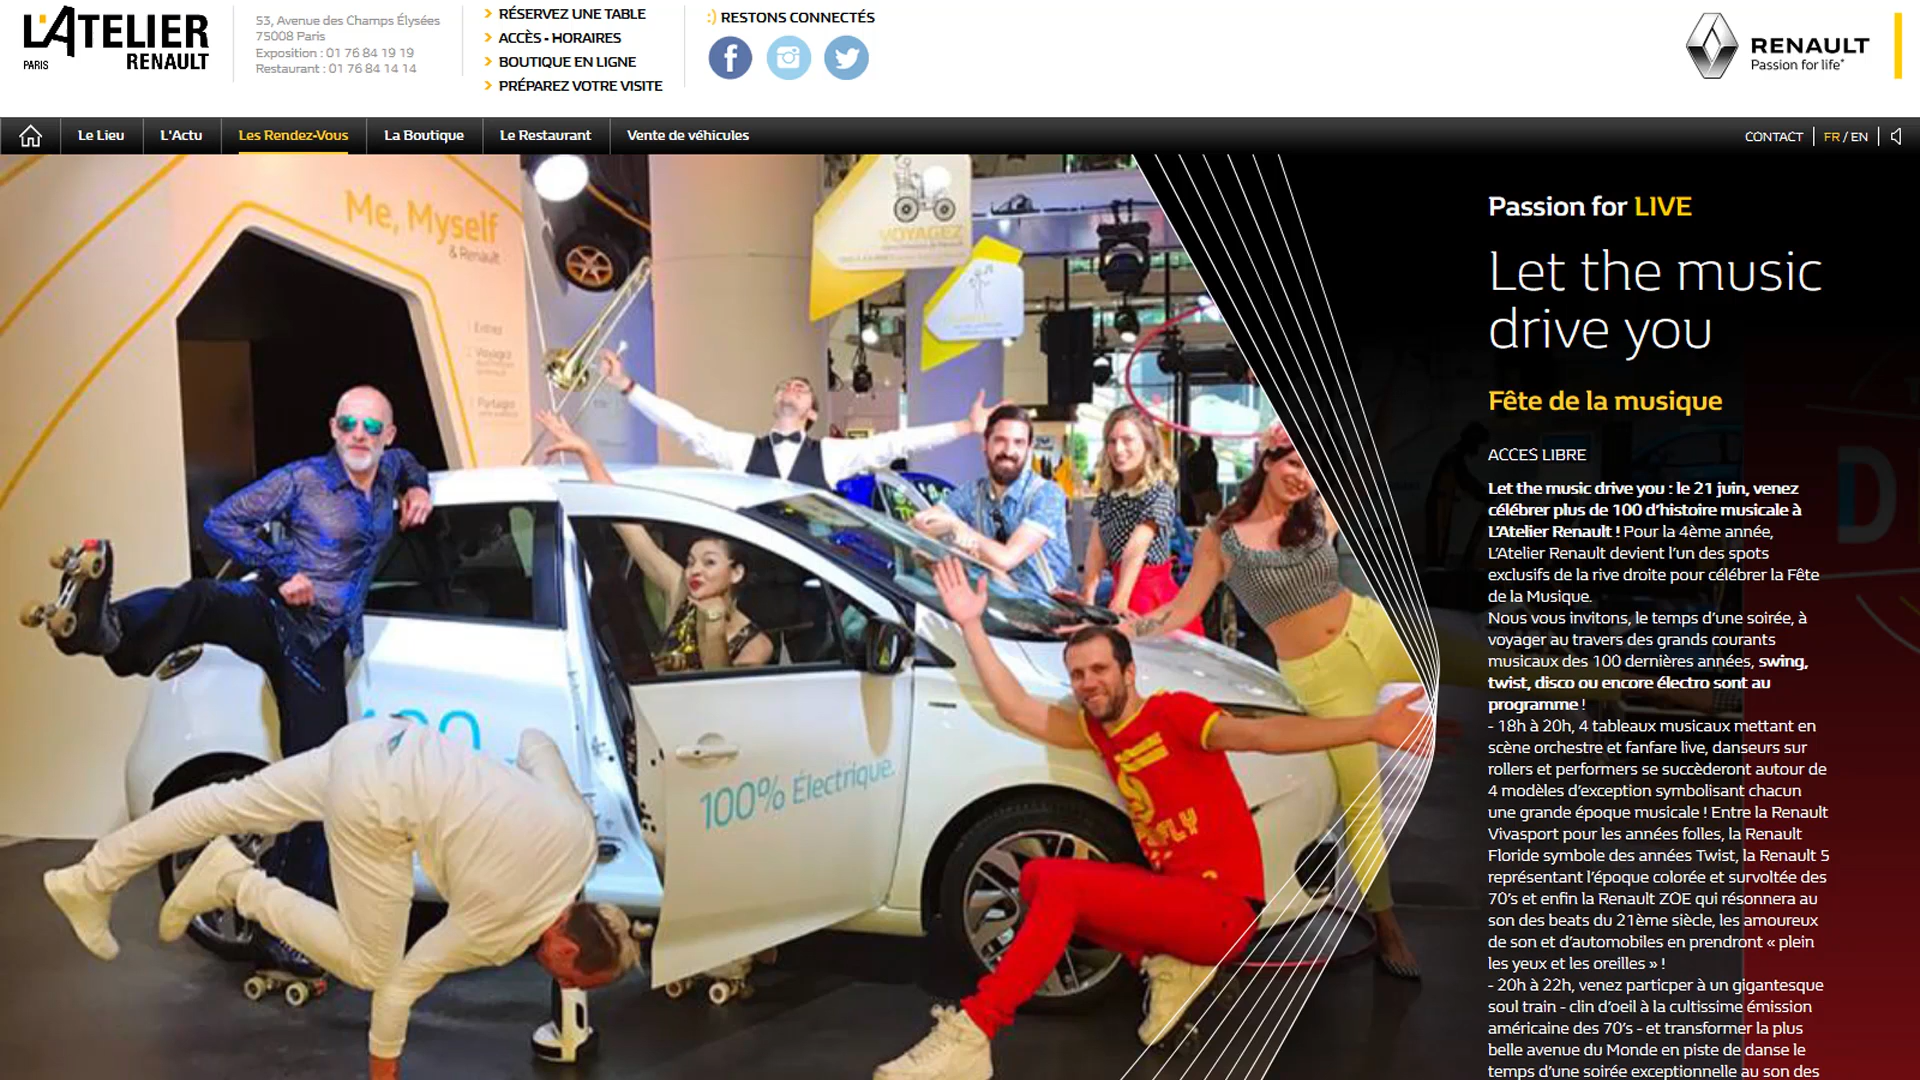 L'ATELIER
RENAULT
PARIS
53, Avenue des Champs Élysées
75008 Paris
Exposition : 01 76 84 19 19
Restaurant : 01 76 84 14 14
> RÉSERVEZ UNE TABLE
> ACCÈS - HORAIRES
> BOUTIQUE EN LIGNE
> PRÉPAREZ VOTRE VISITE
:) RESTONS CONNECTÉS
RENAULT
Passion for life*
Le Lieu
L'Actu
Les Rendez-Vous
La Boutique
Le Restaurant
Vente de véhicules
CONTACT
FR / EN
Me, Myself
& Renault
Entrez
Voyagez
Partagez
VOYAGEZ
100% Électrique.
Passion for LIVE
Let the music
drive you
Fête de la musique
ACCES LIBRE
Let the music drive you : le 21 juin, venez
célébrer plus de 100 d'histoire musicale à
L'Atelier Renault ! Pour la 4ème année,
L'Atelier Renault devient l'un des spots
exclusifs de la rive droite pour célébrer la Fête
de la Musique.
Nous vous invitons, le temps d'une soirée, à
voyager au travers des grands courants
musicaux des 100 dernières années, swing,
twist, disco ou encore électro sont au
programme !
- 18h à 20h, 4 tableaux musicaux mettant en
scène orchestre et fanfare live, danseurs sur
rollers et performers se succèderont autour de
4 modèles d'exception symbolisant chacun
une grande époque musicale ! Entre la Renault
Vivasport pour les années folles, la Renault
Floride symbole des années Twist, la Renault 5
représentant l'époque colorée et survoltée des
70's et enfin la Renault ZOE qui résonnera au
son des beats du 21ème siècle, les amoureux
de son et d'automobiles en prendront « plein
les yeux et les oreilles » !
- 20h à 22h, venez particper à un gigantesque
soul train - clin d'oeil à la cultissime émission
américaine des 70's - et transformer la plus
belle avenue du Monde en piste de danse le
temps d'une soirée exceptionnelle au son des